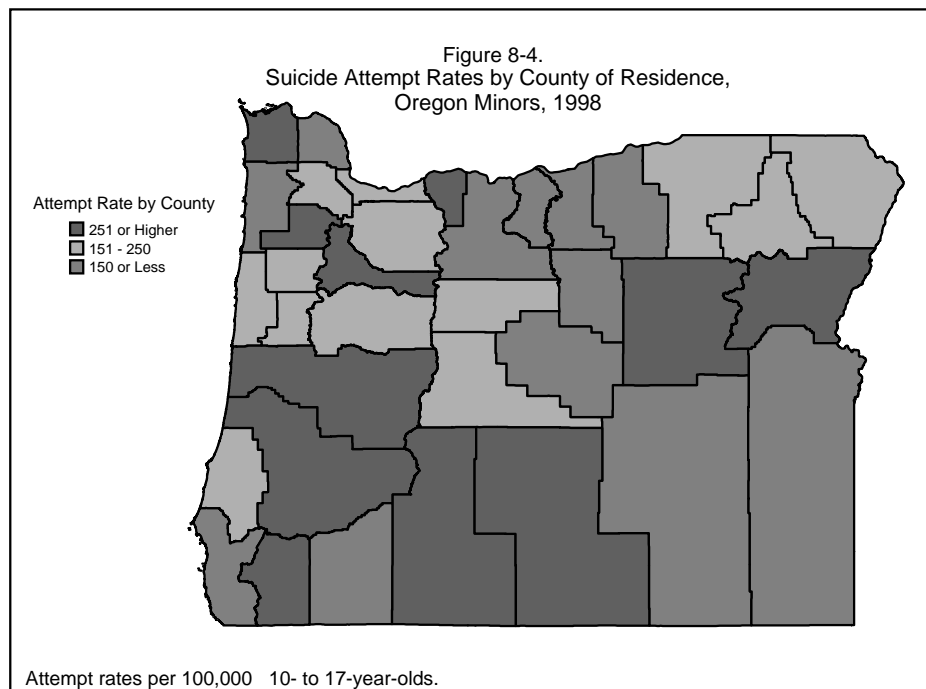 Figure 8-4.
Suicide Attempt Rates by County of Residence,
Oregon Minors, 1998
Attempt Rate by County
251 or Higher
151 - 250
150 or Less
Attempt rates per 100,000 10- to 17-year-olds.